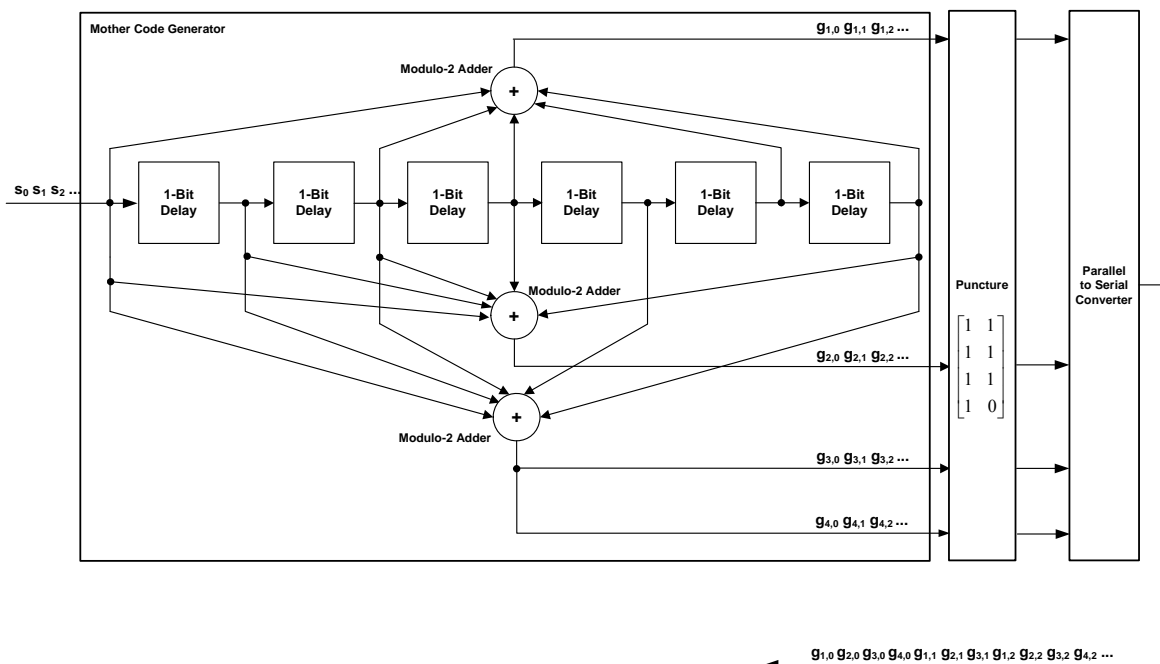 Mother Code Generator
g1,0 g1,1 g1,2 ...
Modulo-2 Adder
+
s0 s1 s2 ...
1-Bit
Delay
1-Bit
Delay
1-Bit
Delay
1-Bit
Delay
1-Bit
Delay
1-Bit
Delay
Modulo-2 Adder
+
g2,0 g2,1 g2,2 ...
Puncture
1 1
1 1
1 1
1 0
Parallel
to Serial
Converter
+
Modulo-2 Adder
g3,0 g3,1 g3,2 ...
g4,0 g4,1 g4,2 ...
g1,0 g2,0 g3,0 g4,0 g1,1 g2,1 g3,1 g1,2 g2,2 g3,2 g4,2 ...